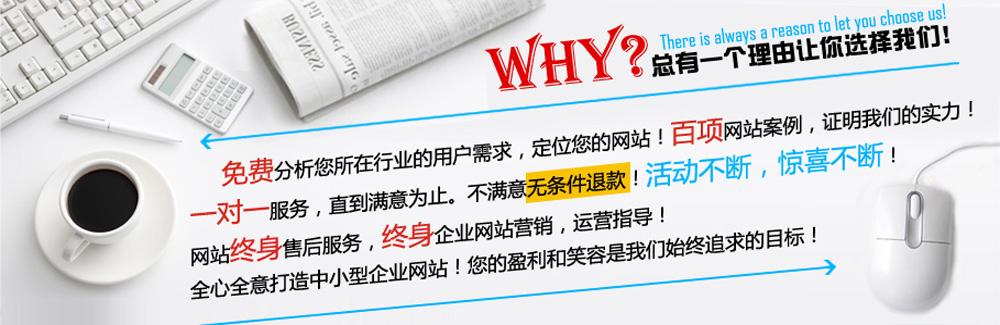 BUSINESS
WHY?
There is always a reason to let you choose us!
总有一个理由让你选择我们!
免费分析您所在行业的用户需求，定位您的网站！百项网站案例，证明我们的实力！
一对一服务，直到满意为止。不满意无条件退款！活动不断，惊喜不断！
网站终身售后服务，终身企业网站营销，运营指导！
全心全意打造中小型企业网站！您的盈利和笑容是我们始终追求的目标！